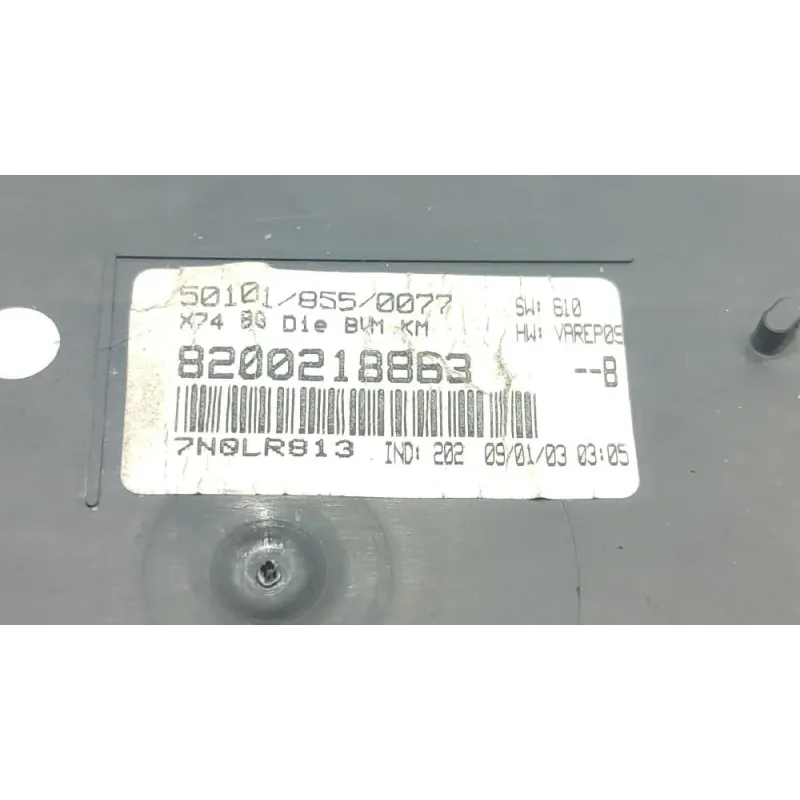 50101/855/0077 SW: 610
X74 BG Die BVM KM HW: VAREP05
8200218863 --B
7NQLR813 IND: 202 09/01/03 03:05